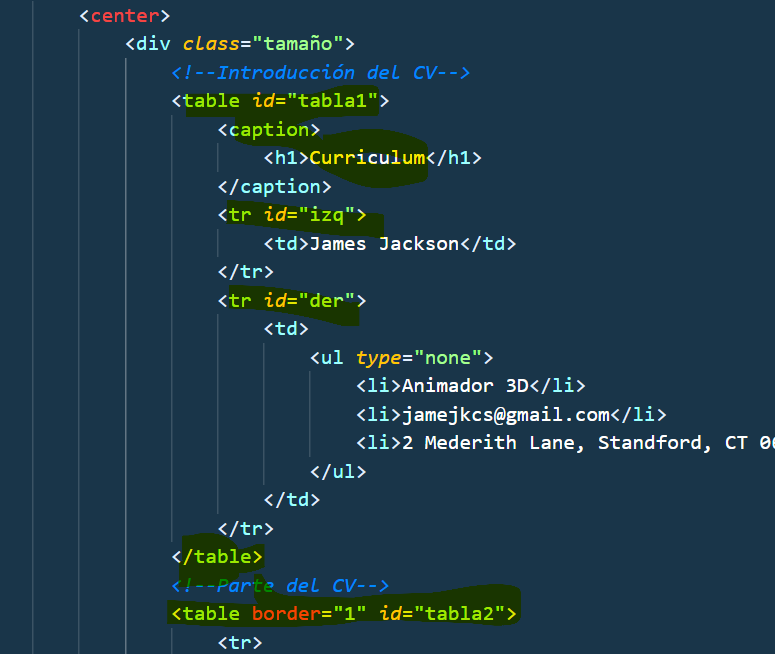 <center>
<div class="tamaño">
<!--Introducción del CV-->
<table id="tabla1">
<caption>
<h1>Curriculum</h1>
</caption>
<tr id="izq">
<td>James Jackson</td>
</tr>
<tr id="der">
<td>
<ul type="none">
<li>Animador 3D</li>
<li>jamejkcs@gmail.com</li>
<li>2 Mederith Lane, Standford, CT
</ul>
</td>
</tr>
</table>
<!--Parte del CV-->
<table border="1" id="tabla2">
<tr>